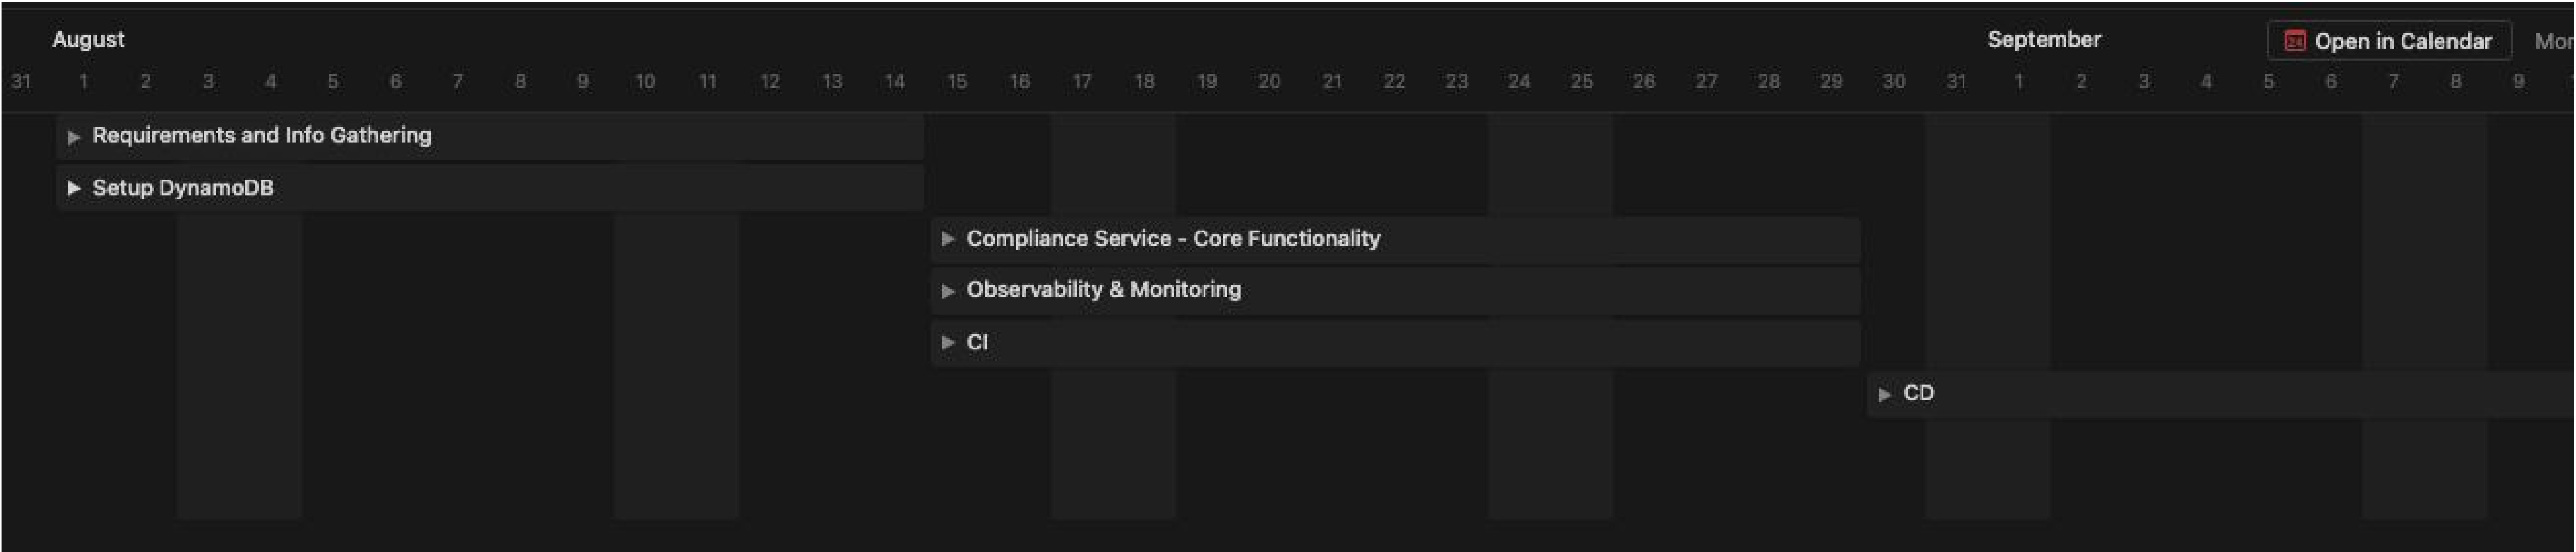 August September Open in Calendar
31 1 2 3 4 5 6 7 8 9 10 11 12 13 14 15 16 17 18 19 20 21 22 23 24 25 26 27 28 29 30 31 1 2 3 4 5 6 7 8 9
Requirements and Info Gathering
Setup DynamoDB
Compliance Service - Core Functionality
Observability & Monitoring
CI
CD